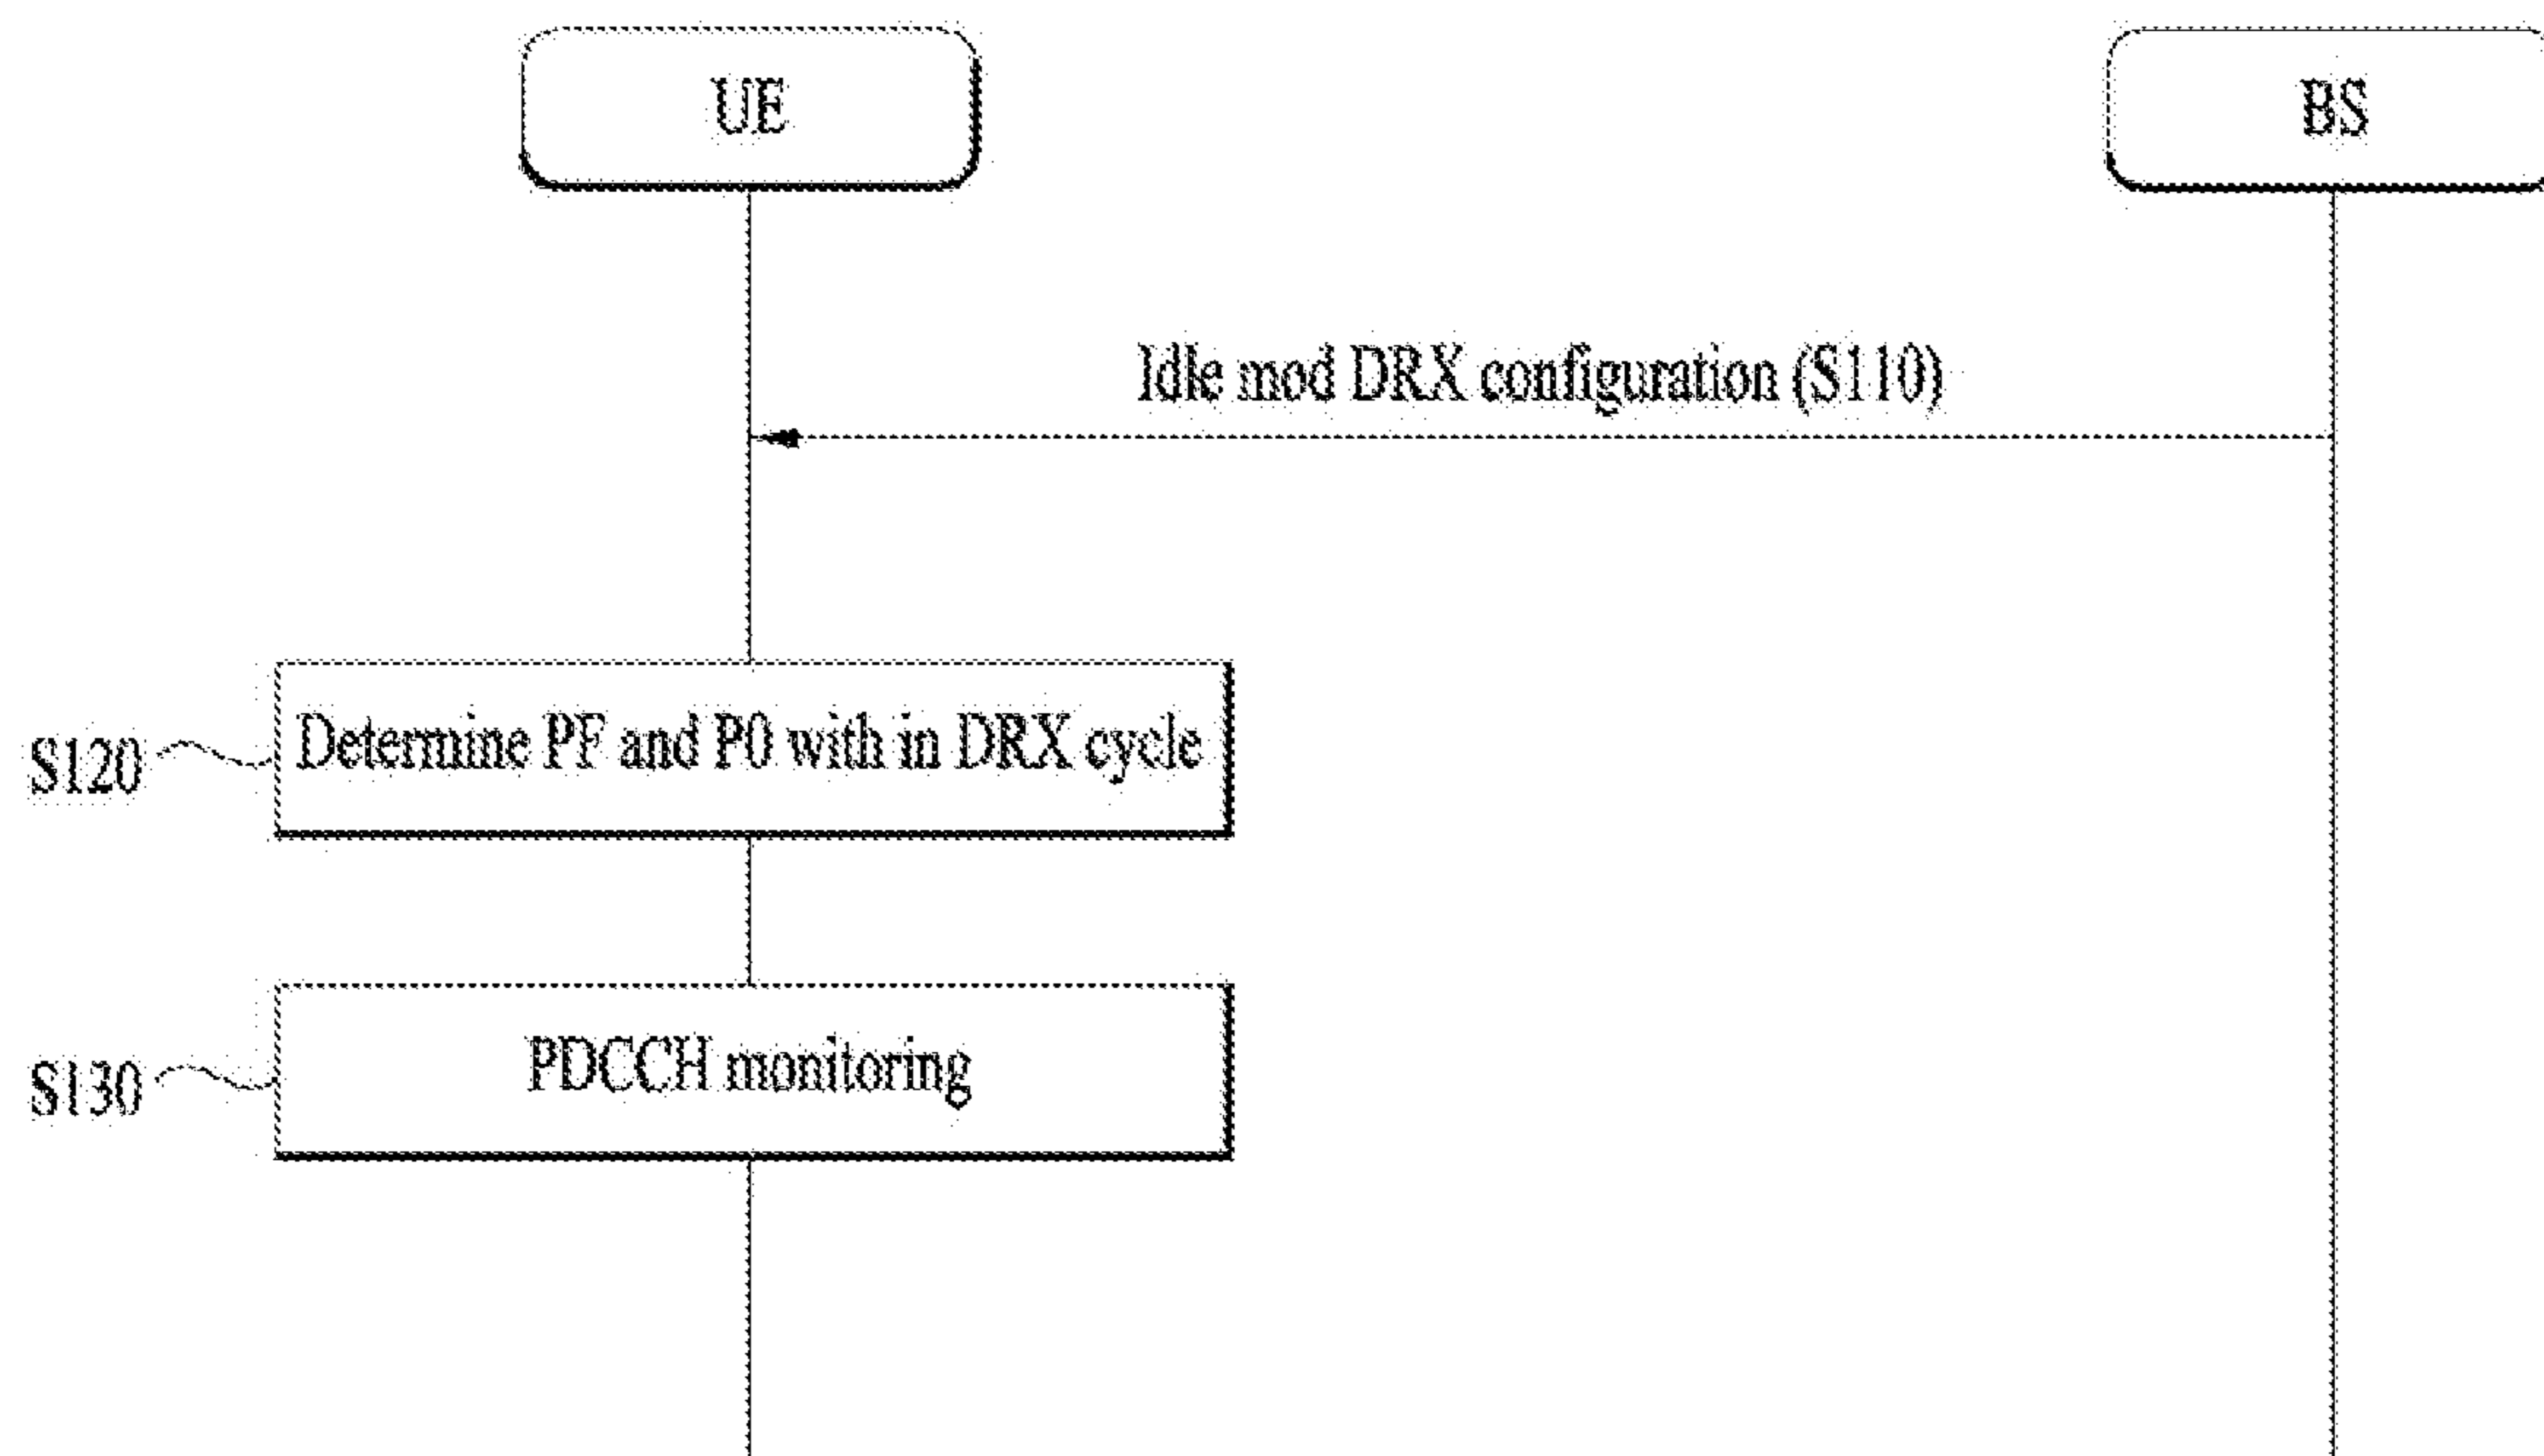 UE
BS
Idle mod DRX configuration (S110)
Determine PF and P0 with in DRX cycle
S120
PDCCH monitoring
S130